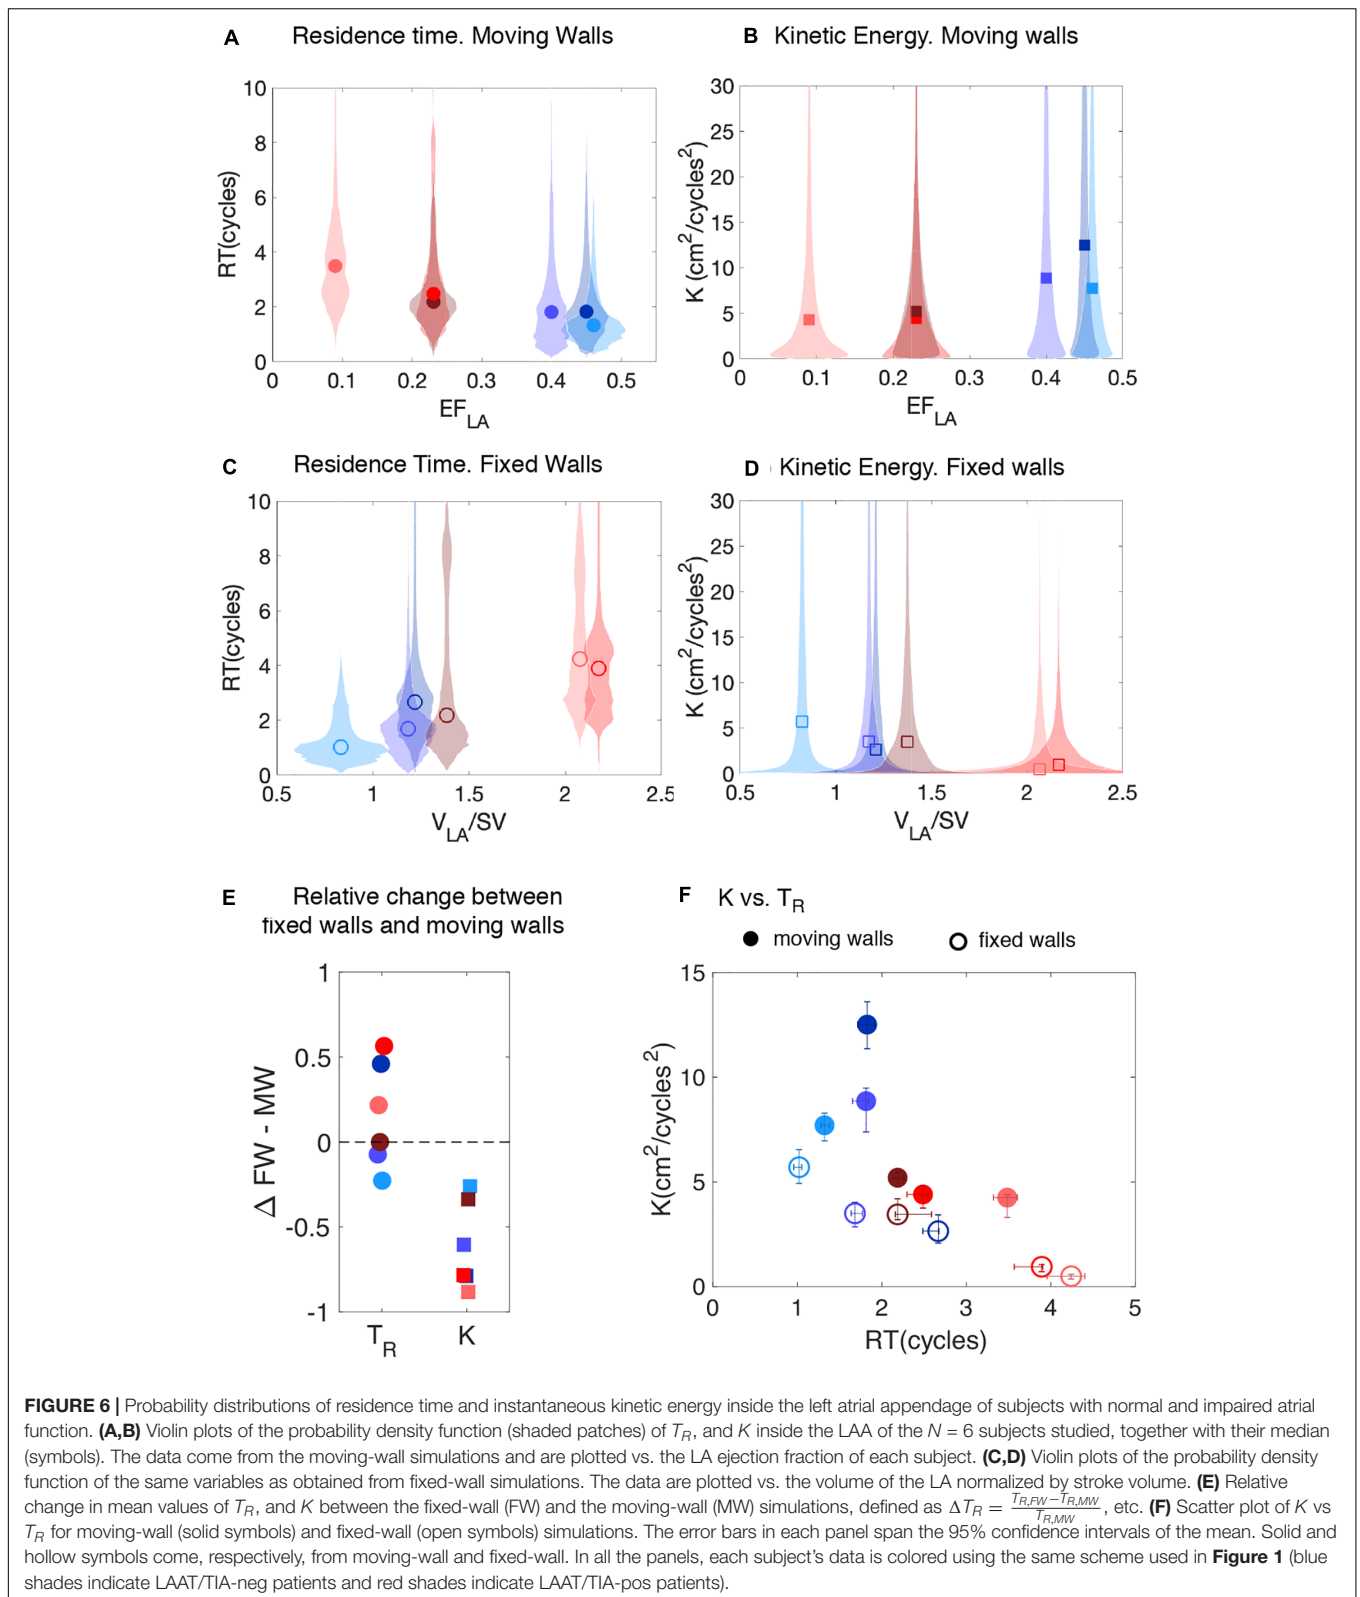 A Residence time. Moving Walls
10
8
6
4
2
0
RT(cycles)
0 0.1 0.2 0.3 0.4 0.5
EF_LA
B Kinetic Energy. Moving walls
30
25
20
15
10
5
0
K (cm²/cycles²)
0 0.1 0.2 0.3 0.4 0.5
EF_LA
C Residence Time. Fixed Walls
10
8
6
4
2
0
RT(cycles)
0.5 1 1.5 2 2.5
V_LA/SV
D Kinetic Energy. Fixed walls
30
25
20
15
10
5
0
K (cm²/cycles²)
0.5 1 1.5 2 2.5
V_LA/SV
E Relative change between
fixed walls and moving walls
1
0.5
0
-0.5
-1
Δ FW - MW
T_R K
F K vs. T_R
moving walls fixed walls
15
10
5
0
K(cm²/cycles²)
0 1 2 3 4 5
RT(cycles)
FIGURE 6 | Probability distributions of residence time and instantaneous kinetic energy inside the left atrial appendage of subjects with normal and impaired atrial
function. (A,B) Violin plots of the probability density function (shaded patches) of T_R, and K inside the LAA of the N = 6 subjects studied, together with their median
(symbols). The data come from the moving-wall simulations and are plotted vs. the LA ejection fraction of each subject. (C,D) Violin plots of the probability density
function of the same variables as obtained from fixed-wall simulations. The data are plotted vs. the volume of the LA normalized by stroke volume. (E) Relative
change in mean values of T_R, and K between the fixed-wall (FW) and the moving-wall (MW) simulations, defined as ΔT_R = (T_R,FW − T_R,MW)/T_R,MW, etc. (F) Scatter plot of K vs
T_R for moving-wall (solid symbols) and fixed-wall (open symbols) simulations. The error bars in each panel span the 95% confidence intervals of the mean. Solid and
hollow symbols come, respectively, from moving-wall and fixed-wall. In all the panels, each subject's data is colored using the same scheme used in Figure 1 (blue
shades indicate LAAT/TIA-neg patients and red shades indicate LAAT/TIA-pos patients).